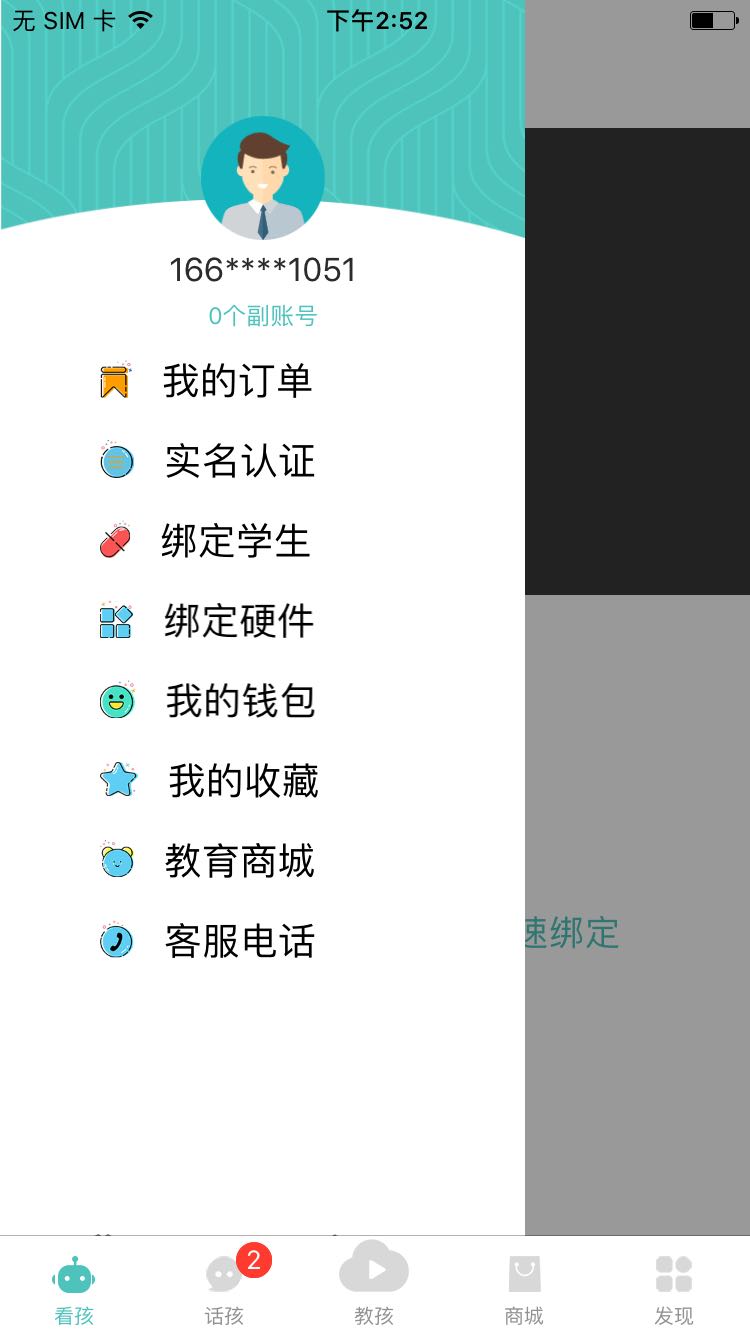 无 SIM 卡 下午2:52
166****1051
0个副账号
我的订单
实名认证
绑定学生
绑定硬件
我的钱包
我的收藏
教育商城
速绑定
客服电话
2
看孩 话孩 教孩 商城 发现